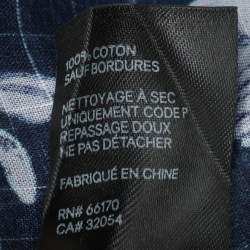 100% COTON
SAUF BORDURES
NETTOYAGE À SEC
UNIQUEMENT CODE P
REPASSAGE DOUX
NE PAS DÉTACHER
FABRIQUÉ EN CHINE
RN# 66170
CA# 32054